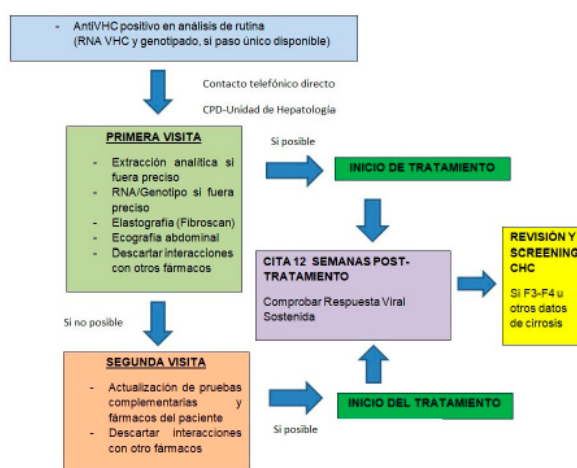 - AntiVHC positivo en análisis de rutina
(RNA VHC y genotipado, si paso único disponible)
Contacto telefónico directo
CPD-Unidad de Hepatología
PRIMERA VISITA
- Extracción analítica si
fuera preciso
- RNA/Genotipo si fuera
preciso
- Elastografía (Fibroscan)
- Ecografía abdominal
- Descartar interacciones
con otros fármacos
Si posible
INICIO DE TRATAMIENTO
CITA 12 SEMANAS POST-
TRATAMIENTO
Comprobar Respuesta Viral
Sostenida
REVISIÓN Y
SCREENING
CHC
Si F3-F4 u
otros datos
de cirrosis
Si no posible
SEGUNDA VISITA
- Actualización de pruebas
complementarias y
fármacos del paciente
- Descartar interacciones
con otro fármacos
Si posible
INICIO DEL TRATAMIENTO